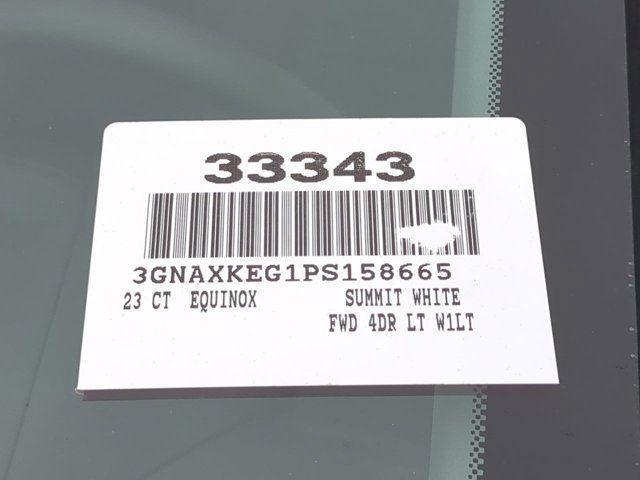 33343
3GNAXKEG1PS158665
23 CT EQUINOX SUMMIT WHITE
FWD 4DR LT W1LT